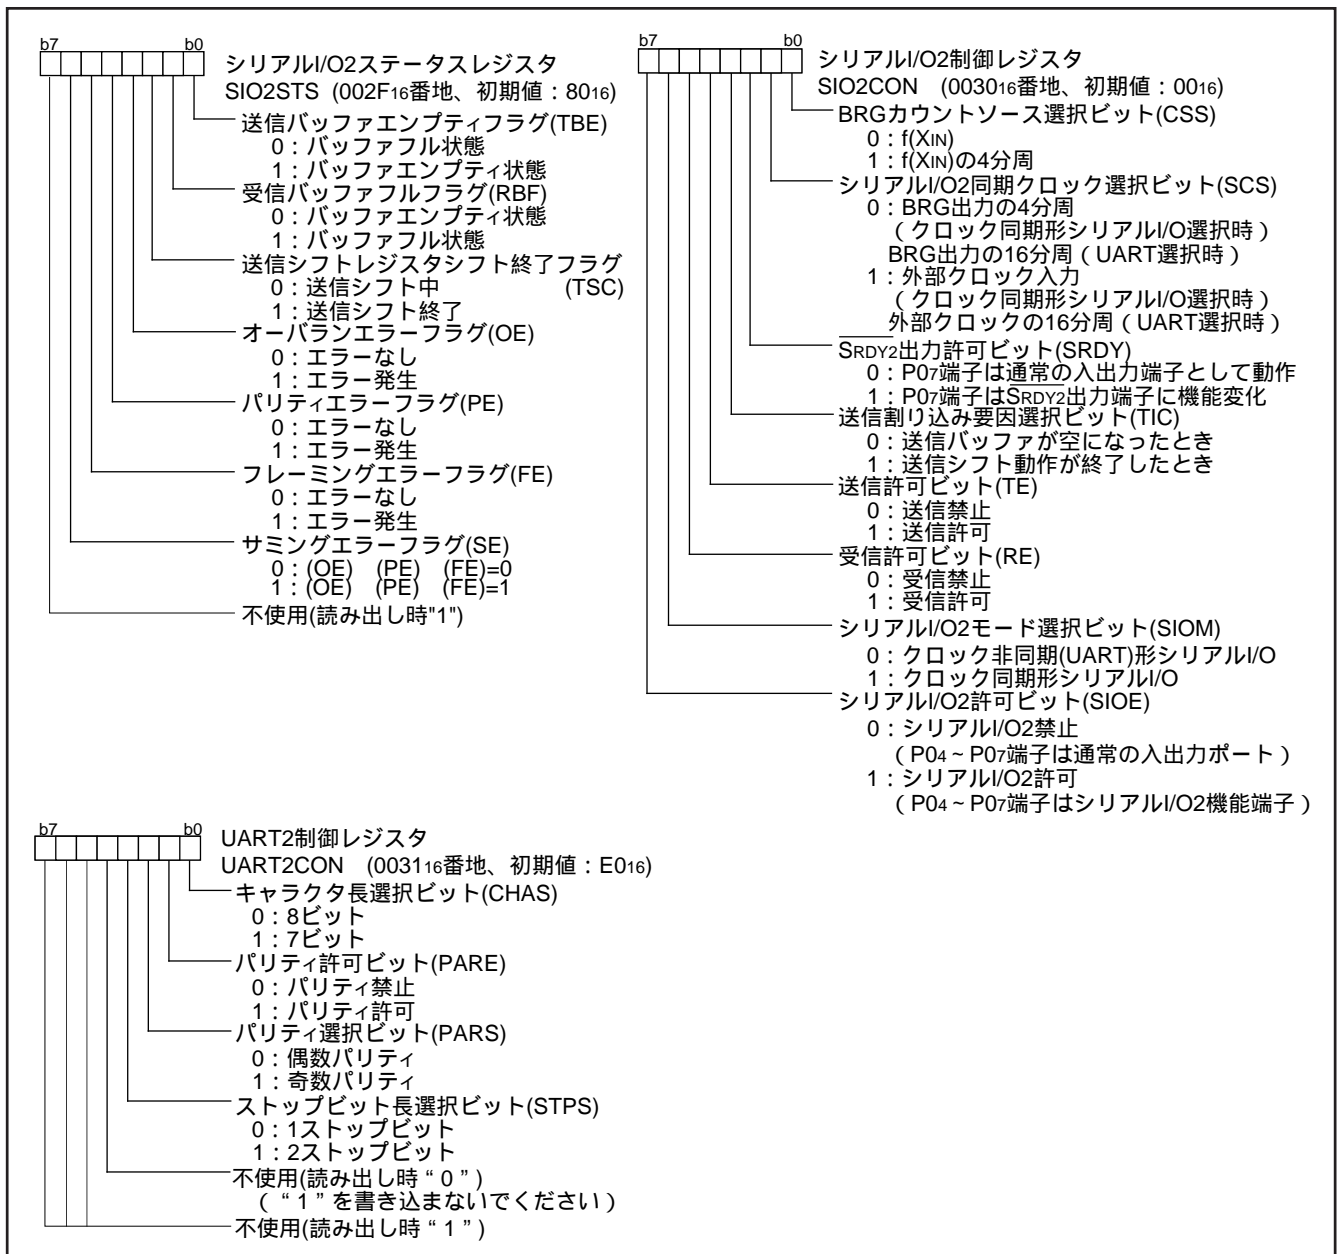 b7 b0
シリアルI/O2ステータスレジスタ
SIO2STS (002F16番地、初期値：8016)
送信バッファエンプティフラグ(TBE)
0：バッファフル状態
1：バッファエンプティ状態
受信バッファフルフラグ(RBF)
0：バッファエンプティ状態
1：バッファフル状態
送信シフトレジスタシフト終了フラグ
0：送信シフト中 (TSC)
1：送信シフト終了
オーバランエラーフラグ(OE)
0：エラーなし
1：エラー発生
パリティエラーフラグ(PE)
0：エラーなし
1：エラー発生
フレーミングエラーフラグ(FE)
0：エラーなし
1：エラー発生
サミングエラーフラグ(SE)
0：(OE) (PE) (FE)=0
1：(OE) (PE) (FE)=1
不使用(読み出し時"1")
b7 b0
シリアルI/O2制御レジスタ
SIO2CON (003016番地、初期値：0016)
BRGカウントソース選択ビット(CSS)
0：f(XIN)
1：f(XIN)の4分周
シリアルI/O2同期クロック選択ビット(SCS)
0：BRG出力の4分周
（クロック同期形シリアルI/O選択時）
BRG出力の16分周（UART選択時）
1：外部クロック入力
（クロック同期形シリアルI/O選択時）
外部クロックの16分周（UART選択時）
SRDY2出力許可ビット(SRDY)
0：P07端子は通常の入出力端子として動作
1：P07端子はSRDY2出力端子に機能変化
送信割り込み要因選択ビット(TIC)
0：送信バッファが空になったとき
1：送信シフト動作が終了したとき
送信許可ビット(TE)
0：送信禁止
1：送信許可
受信許可ビット(RE)
0：受信禁止
1：受信許可
シリアルI/O2モード選択ビット(SIOM)
0：クロック非同期(UART)形シリアルI/O
1：クロック同期形シリアルI/O
シリアルI/O2許可ビット(SIOE)
0：シリアルI/O2禁止
（P04～P07端子は通常の入出力ポート）
1：シリアルI/O2許可
（P04～P07端子はシリアルI/O2機能端子）
b7 b0
UART2制御レジスタ
UART2CON (003116番地、初期値：E016)
キャラクタ長選択ビット(CHAS)
0：8ビット
1：7ビット
パリティ許可ビット(PARE)
0：パリティ禁止
1：パリティ許可
パリティ選択ビット(PARS)
0：偶数パリティ
1：奇数パリティ
ストップビット長選択ビット(STPS)
0：1ストップビット
1：2ストップビット
不使用(読み出し時“0”)
（“1”を書き込まないでください）
不使用(読み出し時“1”)